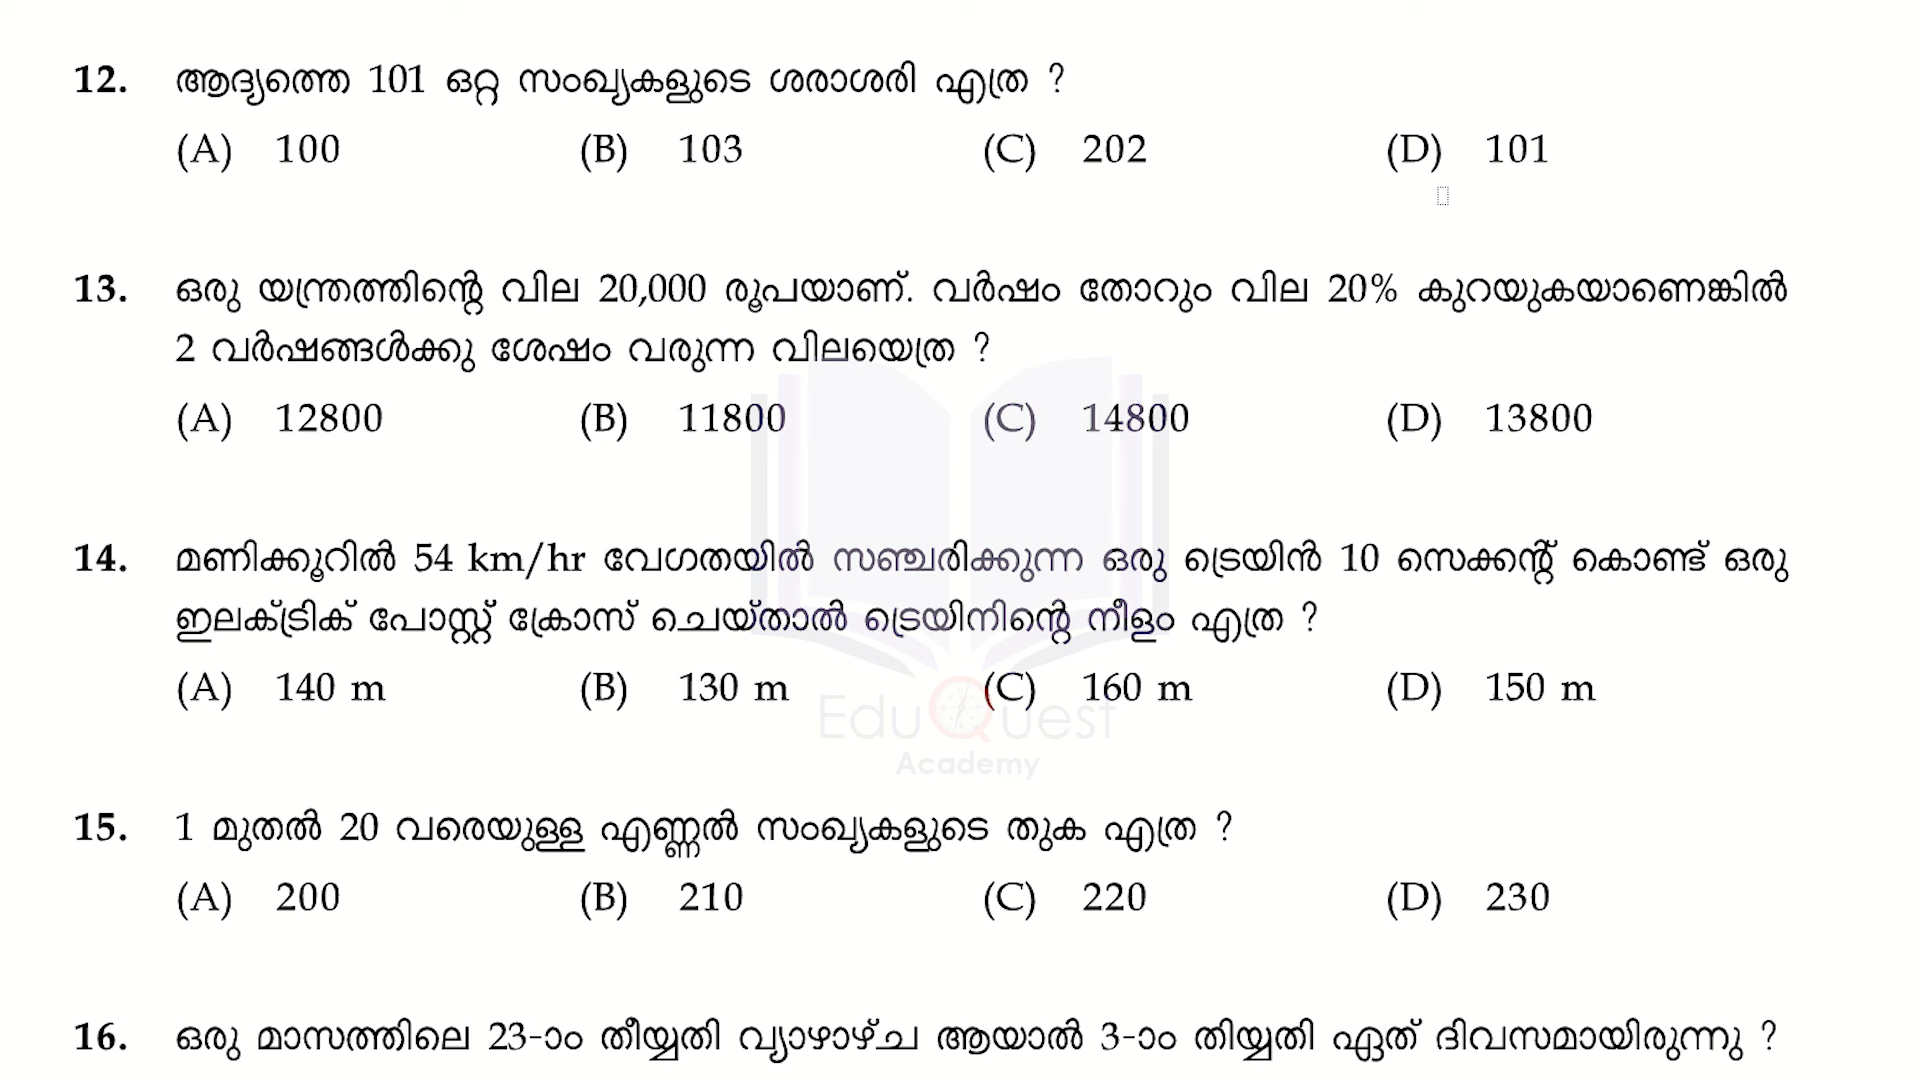 12. ആദ്യത്തെ 101 ഒറ്റ സംഖ്യകളുടെ ശരാശരി എത്ര ?
(A) 100 (B) 103 (C) 202 (D) 101
13. ഒരു യന്ത്രത്തിന്റെ വില 20,000 രൂപയാണ്. വർഷം തോറും വില 20% കുറയുകയാണെങ്കിൽ
2 വർഷങ്ങൾക്കു ശേഷം വരുന്ന വിലയെത്ര ?
(A) 12800 (B) 11800 (C) 14800 (D) 13800
14. മണിക്കൂറിൽ 54 km/hr വേഗതയിൽ സഞ്ചരിക്കുന്ന ഒരു ട്രെയിൻ 10 സെക്കന്റ് കൊണ്ട് ഒരു
ഇലക്ട്രിക് പോസ്റ്റ് ക്രോസ് ചെയ്താൽ ട്രെയിനിന്റെ നീളം എത്ര ?
(A) 140 m (B) 130 m (C) 160 m (D) 150 m
EduQuest
Academy
15. 1 മുതൽ 20 വരെയുള്ള എണ്ണൽ സംഖ്യകളുടെ തുക എത്ര ?
(A) 200 (B) 210 (C) 220 (D) 230
16. ഒരു മാസത്തിലെ 23-ാം തീയ്യതി വ്യാഴാഴ്ച ആയാൽ 3-ാം തിയ്യതി ഏത് ദിവസമായിരുന്നു ?